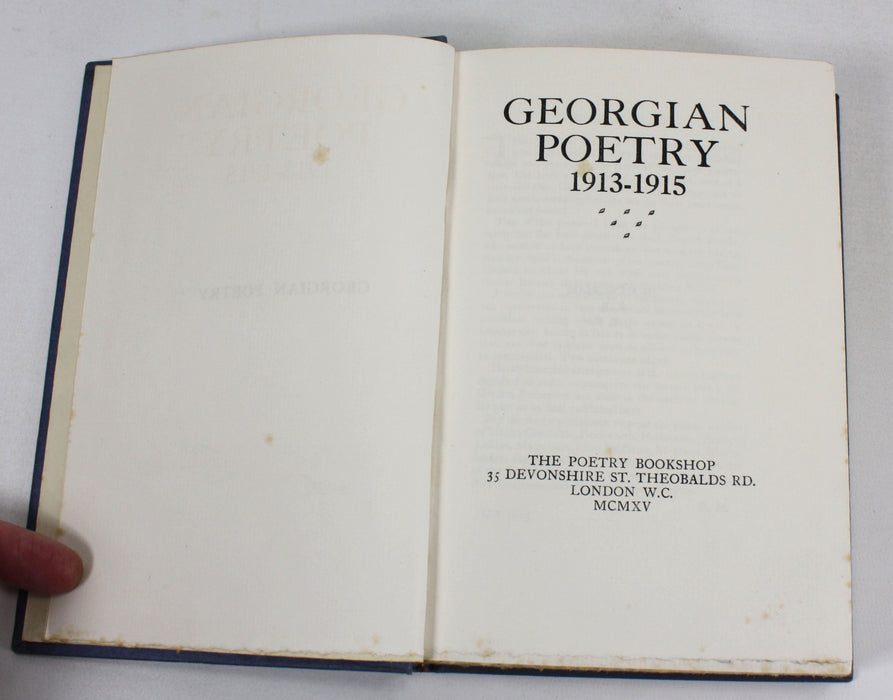 GEORGIAN
POETRY
1913-1915
THE POETRY BOOKSHOP
35 DEVONSHIRE ST. THEOBALDS RD.
LONDON W.C.
MCMXV